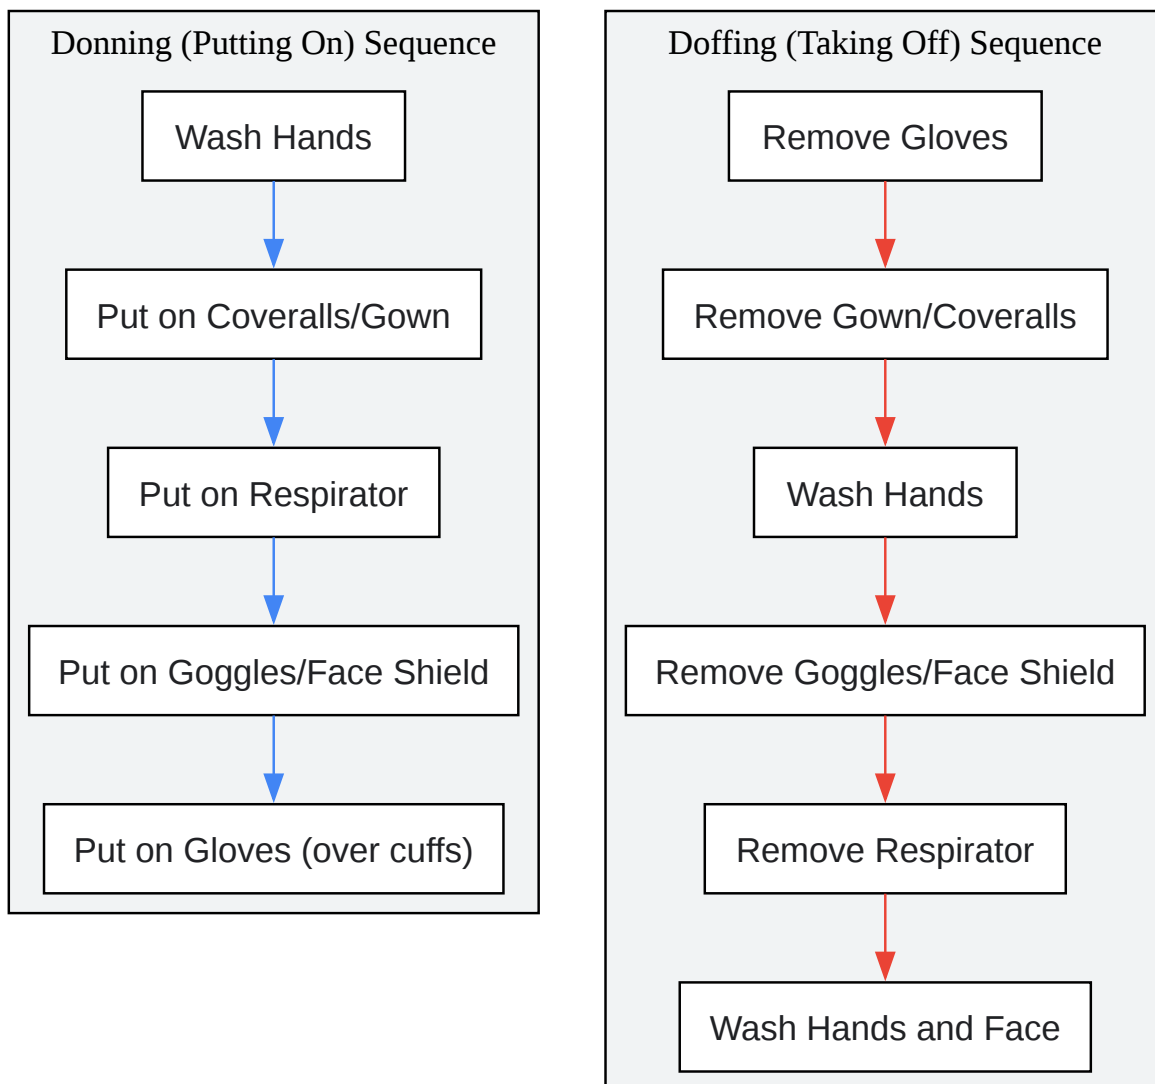 Donning (Putting On) Sequence
Wash Hands
Put on Coveralls/Gown
Put on Respirator
Put on Goggles/Face Shield
Put on Gloves (over cuffs)
Doffing (Taking Off) Sequence
Remove Gloves
Remove Gown/Coveralls
Wash Hands
Remove Goggles/Face Shield
Remove Respirator
Wash Hands and Face